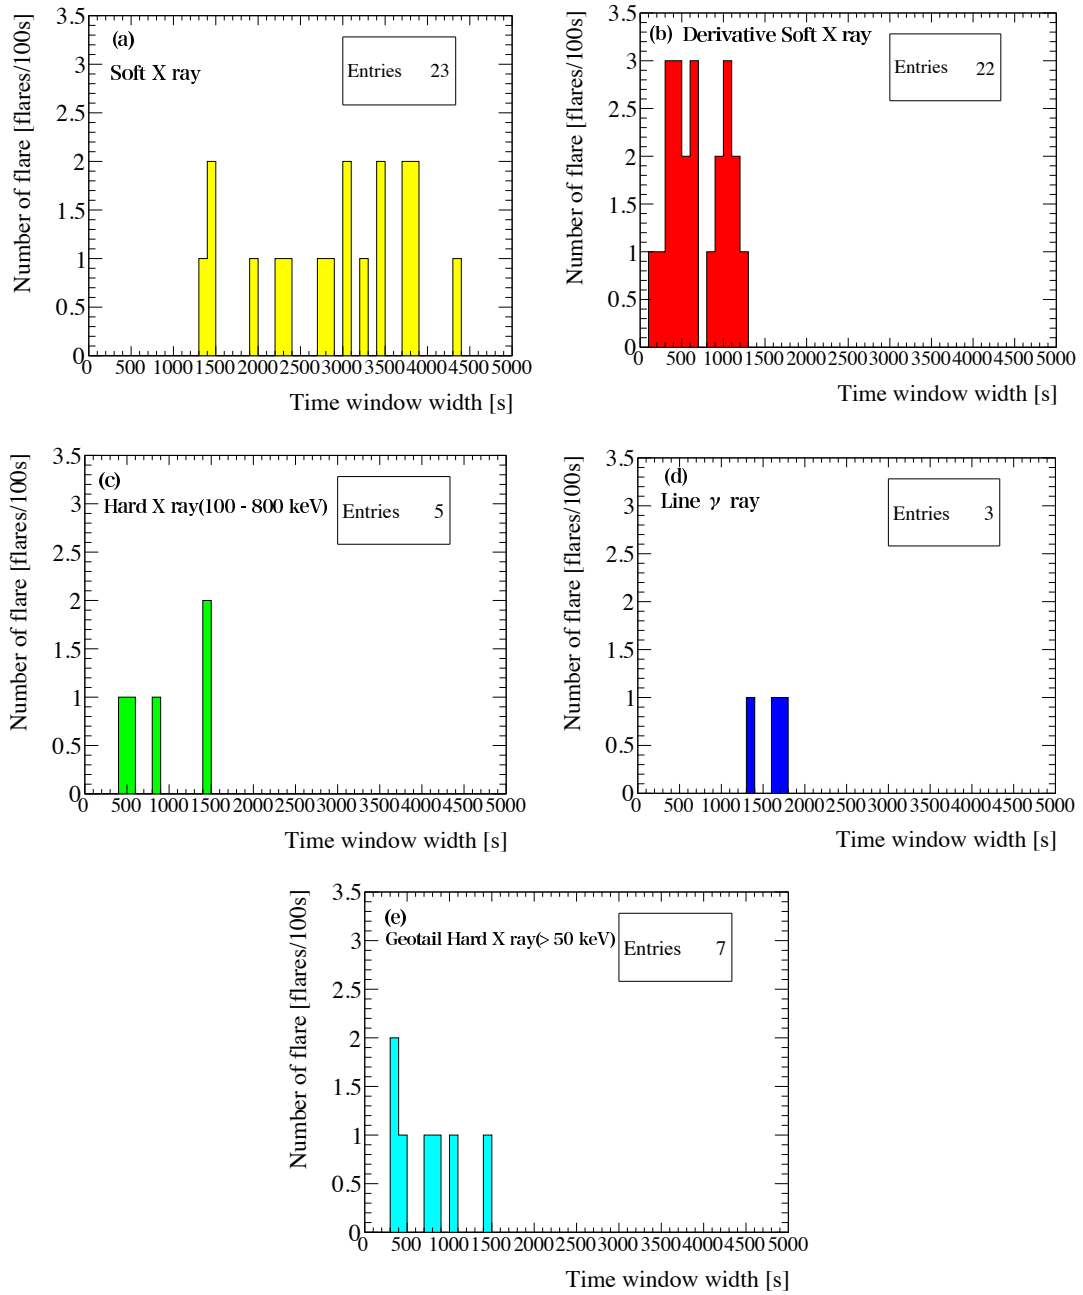 (a)
Soft X ray
Entries 23
3.5
3
2.5
2
1.5
1
0.5
0
0 500 1000 1500 2000 2500 3000 3500 4000 4500 5000
Number of flare [flares/100s]
Time window width [s]
(b) Derivative Soft X ray
Entries 22
3.5
3
2.5
2
1.5
1
0.5
0
0 500 1000 1500 2000 2500 3000 3500 4000 4500 5000
Number of flare [flares/100s]
Time window width [s]
(c)
Hard X ray(100 - 800 keV)
Entries 5
3.5
3
2.5
2
1.5
1
0.5
0
0 500 1000 1500 2000 2500 3000 3500 4000 4500 5000
Number of flare [flares/100s]
Time window width [s]
(d)
Line γ ray
Entries 3
3.5
3
2.5
2
1.5
1
0.5
0
0 500 1000 1500 2000 2500 3000 3500 4000 4500 5000
Number of flare [flares/100s]
Time window width [s]
(e)
Geotail Hard X ray(> 50 keV)
Entries 7
3.5
3
2.5
2
1.5
1
0.5
0
0 500 1000 1500 2000 2500 3000 3500 4000 4500 5000
Number of flare [flares/100s]
Time window width [s]